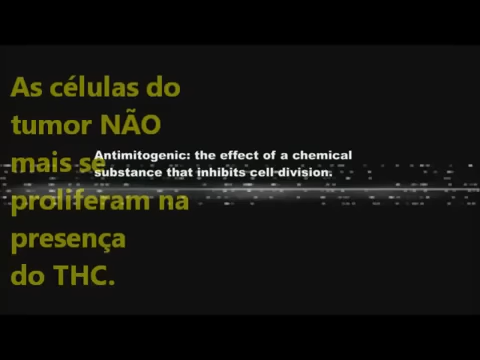 As células do
tumor NÃO
mais se
proliferam na
presença
do THC.
Antimitogenic: the effect of a chemical
substance that inhibits cell division.